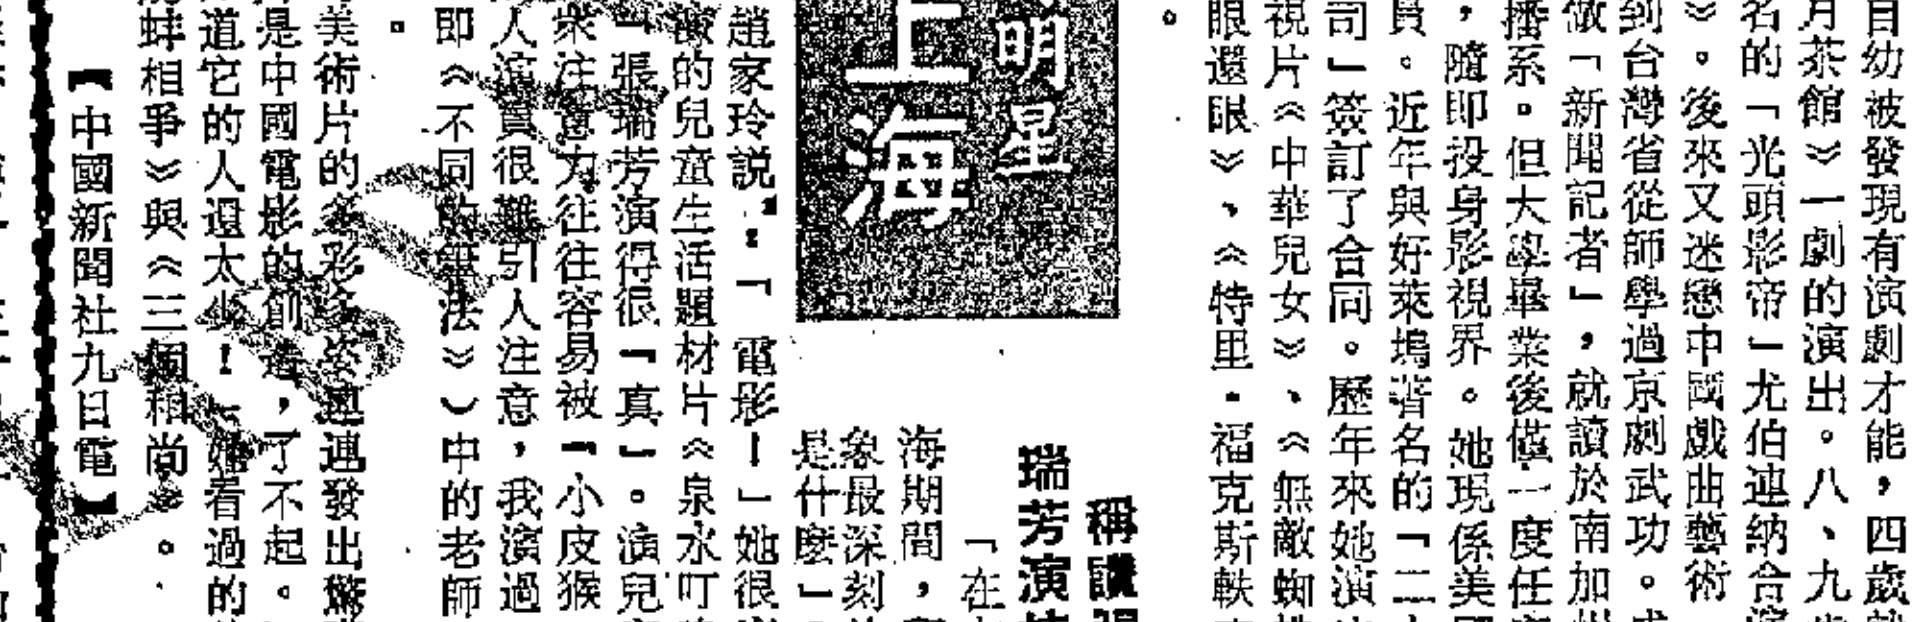 自幼被發現有演劇才能，四歲
月茶館》一劇的演出。八、九
名的「光頭影帝」尤伯連納合演
》。後來又迷戀中國戲曲藝術
到台灣省從師學過京劇武功。
做「新聞記者」，就讀於南加州
播系。但大學畢業後僅一度任
，隨即投身影視界。她現係美國
員。近年與好萊塢著名的「二
司」簽訂了合同。歷年來她演
視片《中華兒女》、《無敵蜘蛛
眼還眼》、《特里·福克斯軼
。
明星
上海
稱讚
瑞芳演
「在
海期間，
象最深刻
是什麼」
趙家玲説：「電影！」她很
的兒童生活題材片《泉水叮
「張瑞芳演得很「真」。演兒
來注意力往往容易被「小皮猴
人演員很難引人注意，我演過
即《不同的算法》）中的老師
。
美術片的多彩多姿連連發出驚
是中國電影的創造，了不起。
道它的人還太少！」她看過的
蚌相爭》與《三個和尚》。
【中國新聞社九日電】